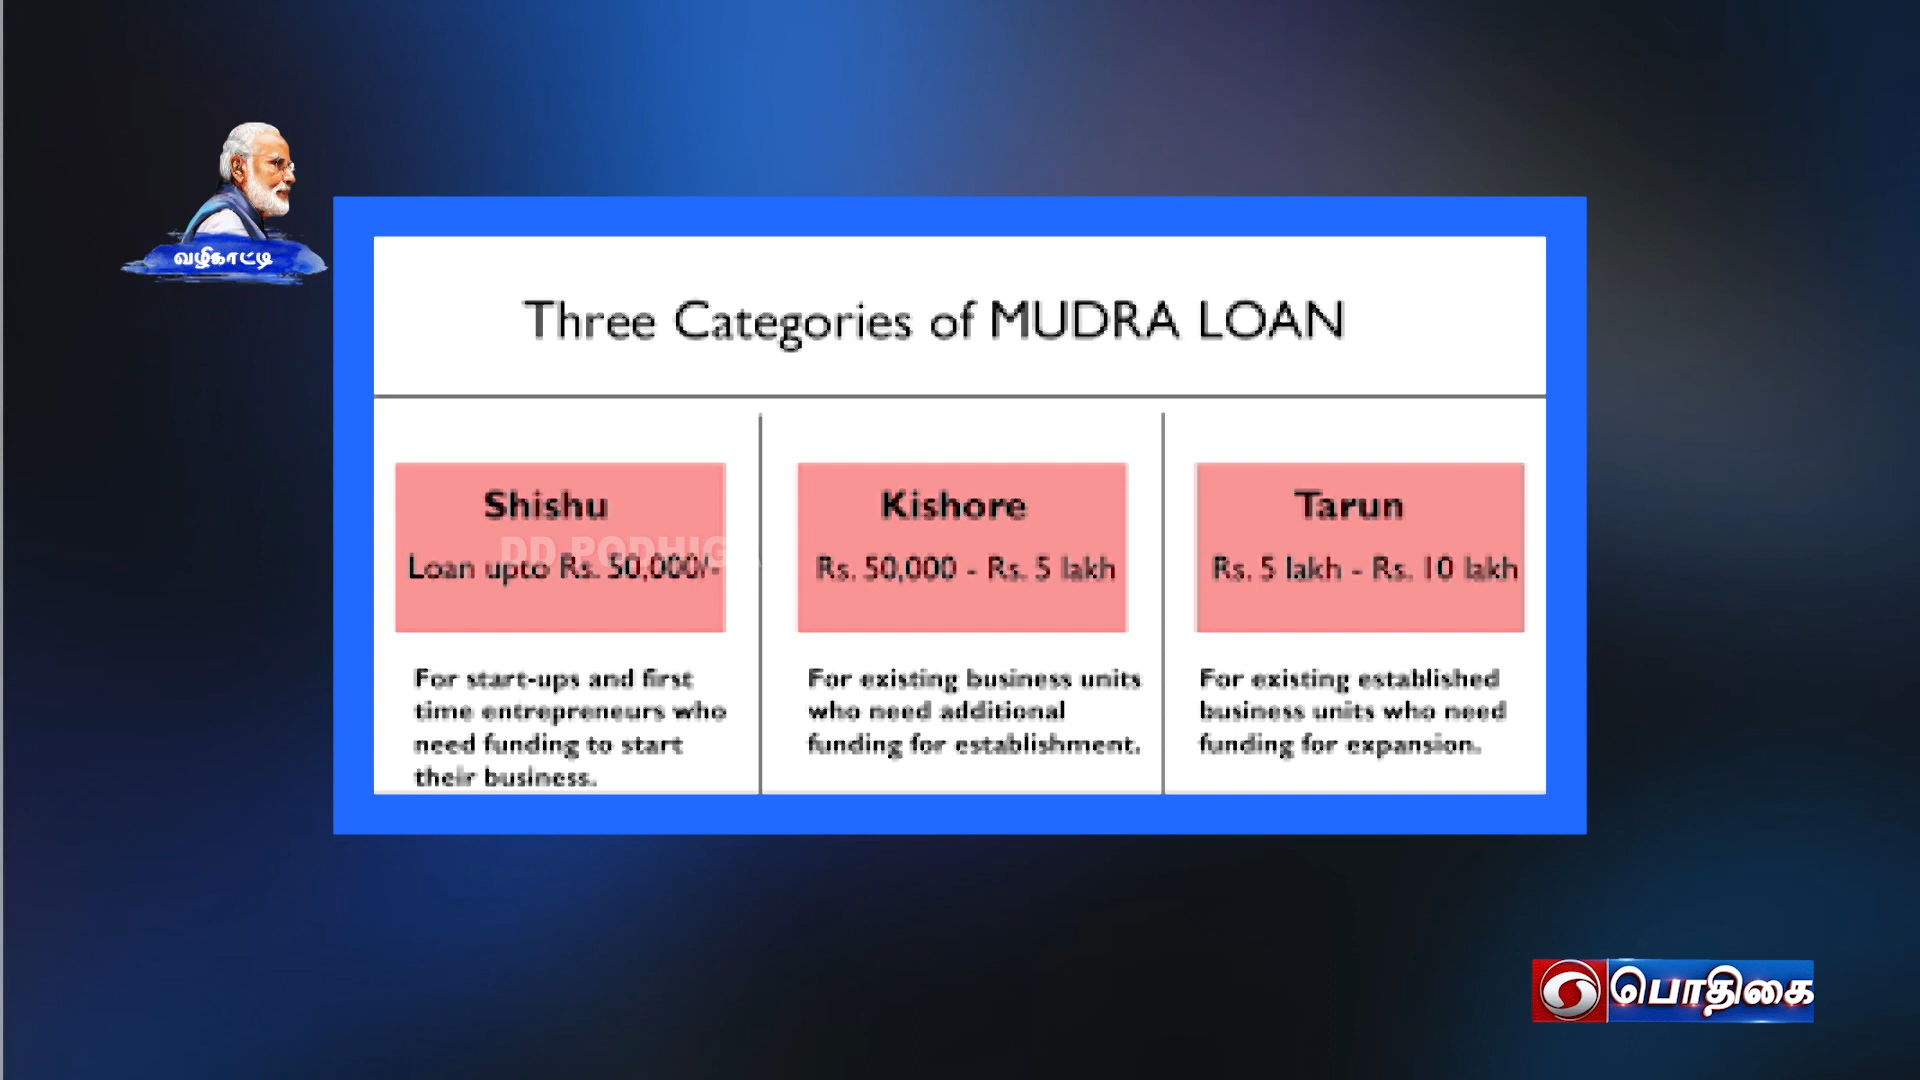 வழிகாட்டி
Three Categories of MUDRA LOAN
Shishu
Loan upto Rs. 50,000/-
For start-ups and first
time entrepreneurs who
need funding to start
their business.
Kishore
Rs. 50,000 - Rs. 5 lakh
For existing business units
who need additional
funding for establishment.
Tarun
Rs. 5 lakh - Rs. 10 lakh
For existing established
business units who need
funding for expansion.
DD PODHIGA
பொதிகை